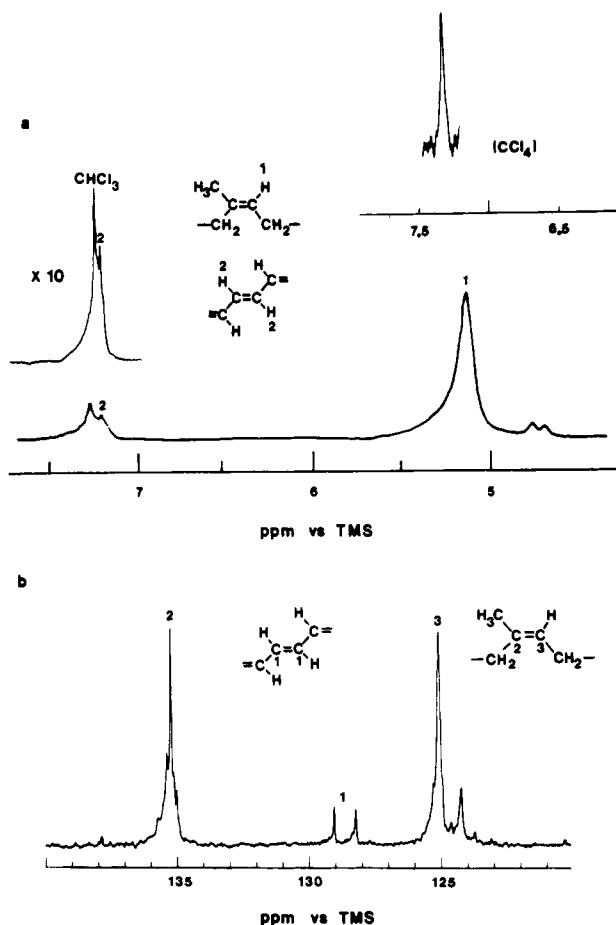 a
1
H₃C H
C=C
—CH₂ CH₂—
(CCl₄)
7,5 6,5
CHCl₃
2
X 10
2 H H C=
C=C
=C H
H 2
1
2
7 6 5
ppm vs TMS
b
2
3
H H C=
C=C
1 1
=C H
H
H₃C H
C=C
2 3
—CH₂ CH₂—
1
135 130 125
ppm vs TMS